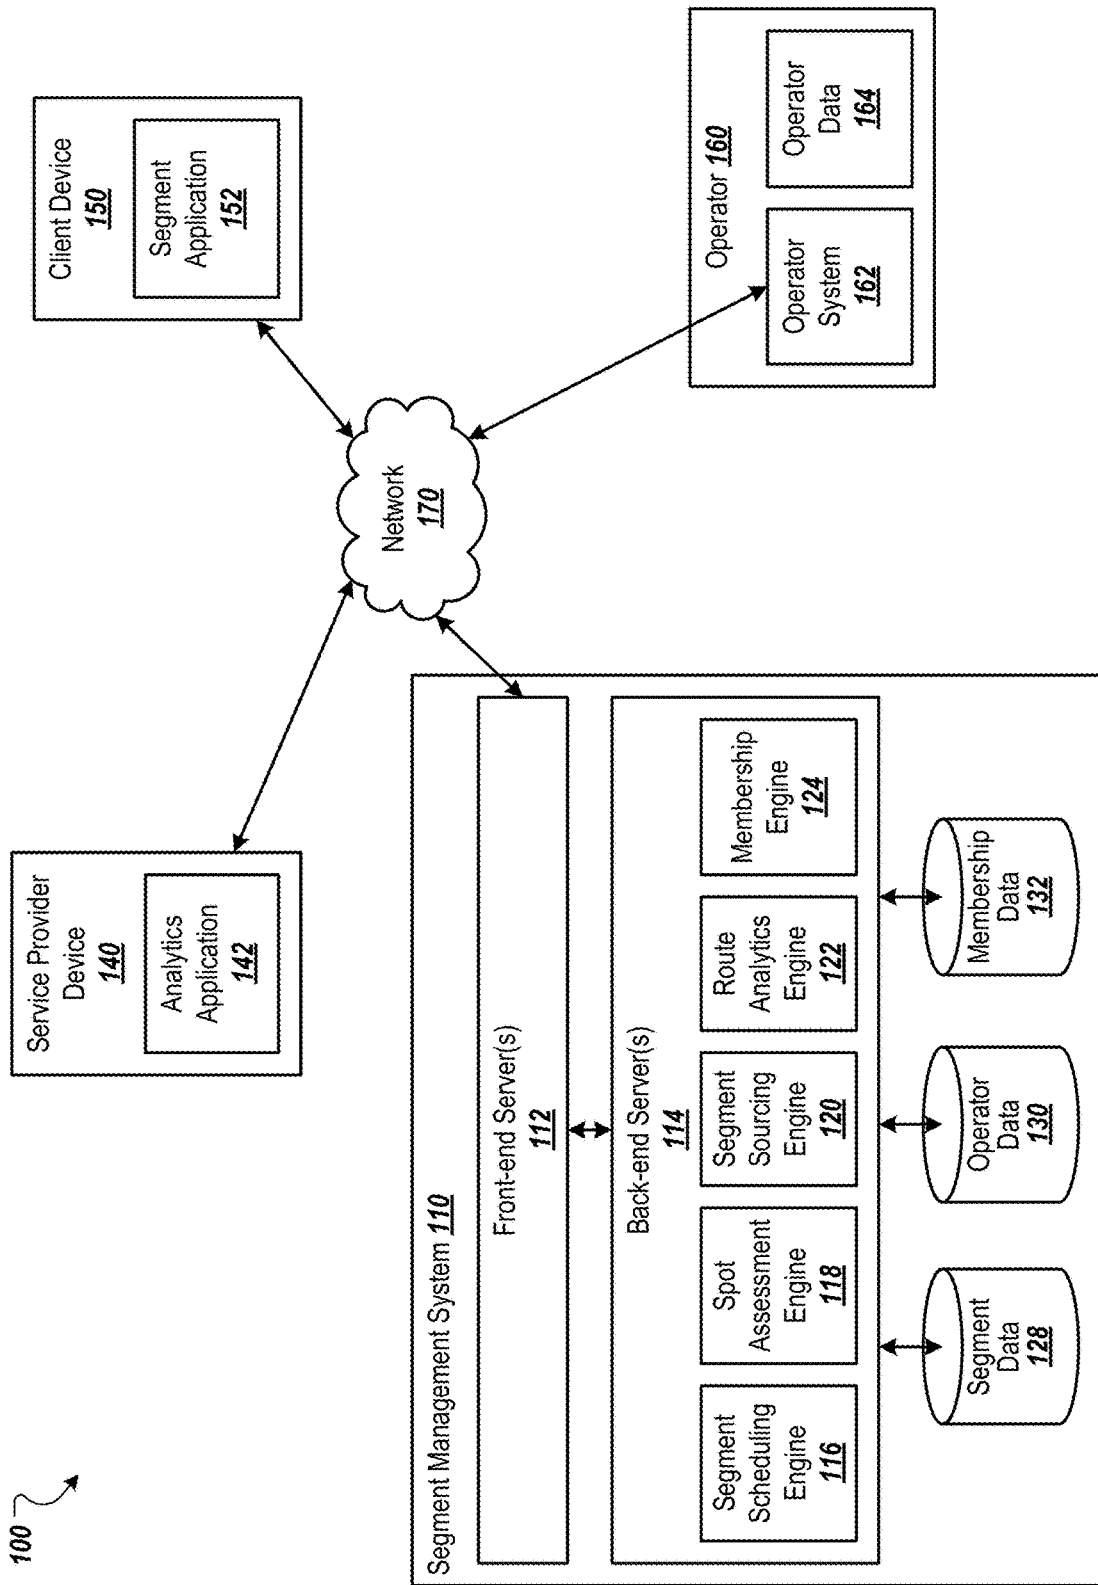 100
Service Provider
Device
140
Analytics
Application
142
Client Device
150
Segment
Application
152
Network
170
Segment Management System 110
Front-end Server(s)
112
Back-end Server(s)
114
Segment
Scheduling
Engine
116
Spot
Assessment
Engine
118
Segment
Sourcing
Engine
120
Route
Analytics
Engine
122
Membership
Engine
124
Segment
Data
128
Operator
Data
130
Membership
Data
132
Operator 160
Operator
System
162
Operator
Data
164